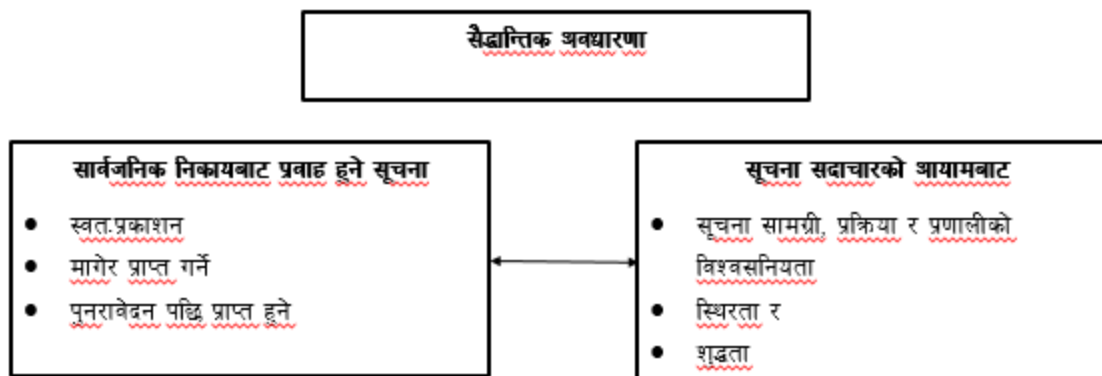 सैद्धान्तिक अवधारणा
सार्वजनिक निकायबाट प्रवाह हुने सूचना
● स्वत:प्रकाशन
● मागेर प्राप्त गर्ने
● पुनरावेदन पछि प्राप्त हुने
सूचना सदाचारको आयामबाट
● सूचना सामग्री, प्रक्रिया र प्रणालीको
विश्वसनियता
● स्थिरता र
● शुद्धता